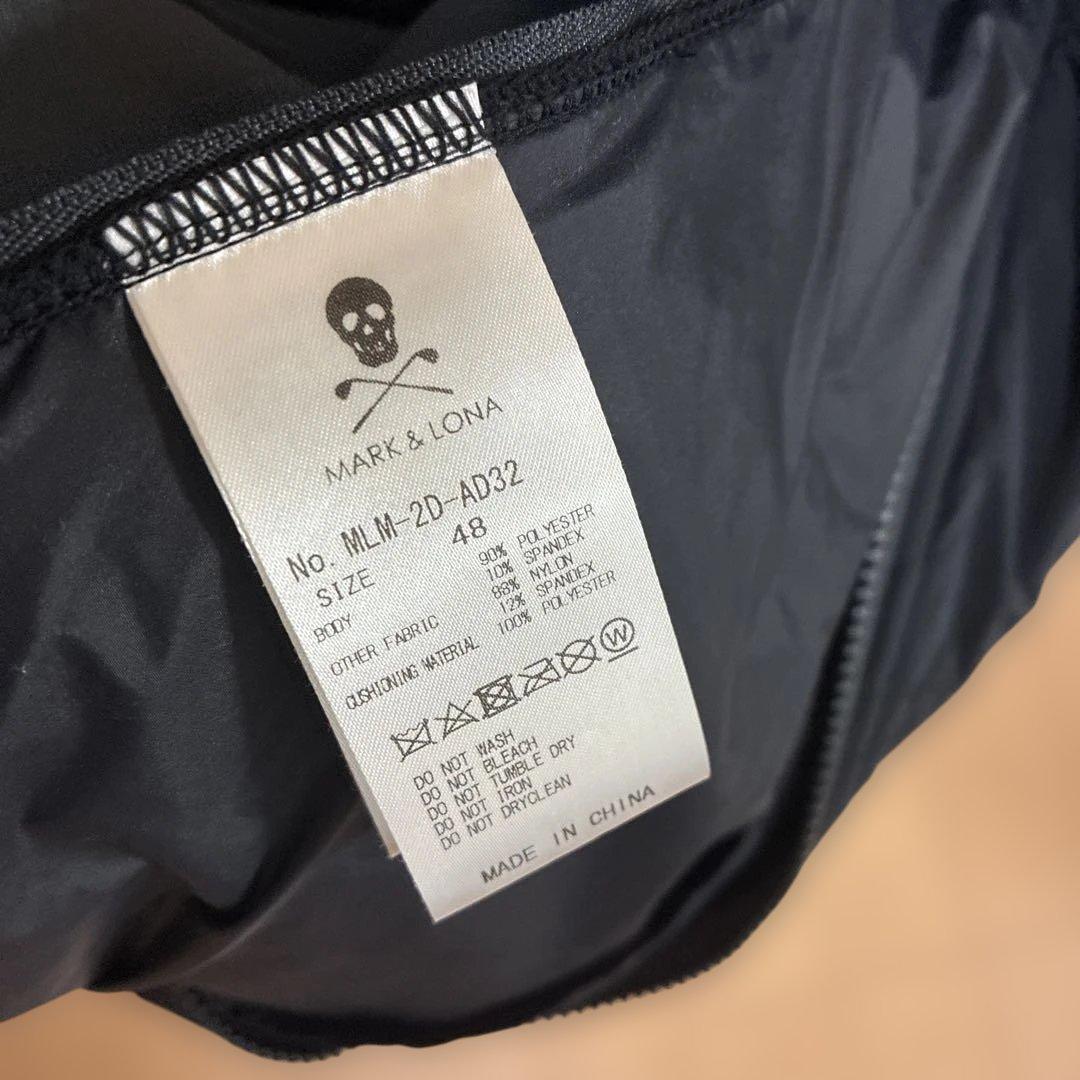 MARK & LONA
No. MLM-2D-AD32
SIZE 48
BODY 90% POLYESTER
10% SPANDEX
OTHER FABRIC 88% NYLON
12% SPANDEX
CUSHIONING MATERIAL 100% POLYESTER
W
DO NOT WASH
DO NOT BLEACH
DO NOT TUMBLE DRY
DO NOT IRON
DO NOT DRYCLEAN
MADE IN CHINA